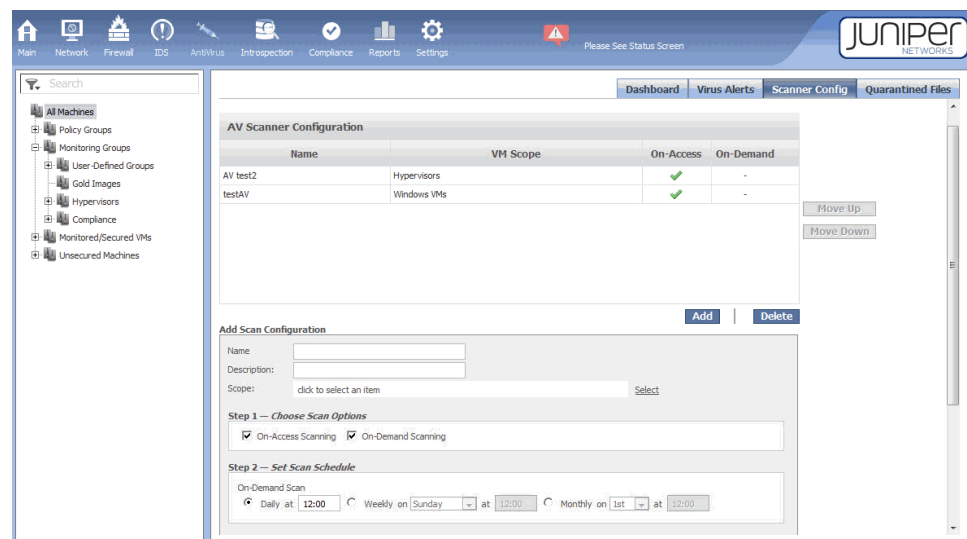 Main Network Firewall IDS AntiVirus Introspection Compliance Reports Settings
Please See Status Screen
JUNIPER
NETWORKS
Search
All Machines
Policy Groups
Monitoring Groups
User-Defined Groups
Gold Images
Hypervisors
Compliance
Monitored/Secured VMs
Unsecured Machines
Dashboard Virus Alerts Scanner Config Quarantined Files
AV Scanner Configuration
Name VM Scope On-Access On-Demand
AV test2 Hypervisors -
testAV Windows VMs -
Move Up
Move Down
Add Delete
Add Scan Configuration
Name
Description:
Scope: click to select an item Select
Step 1 — Choose Scan Options
On-Access Scanning On-Demand Scanning
Step 2 — Set Scan Schedule
On-Demand Scan
Daily at 12:00 Weekly on Sunday at 12:00 Monthly on 1st at 12:00